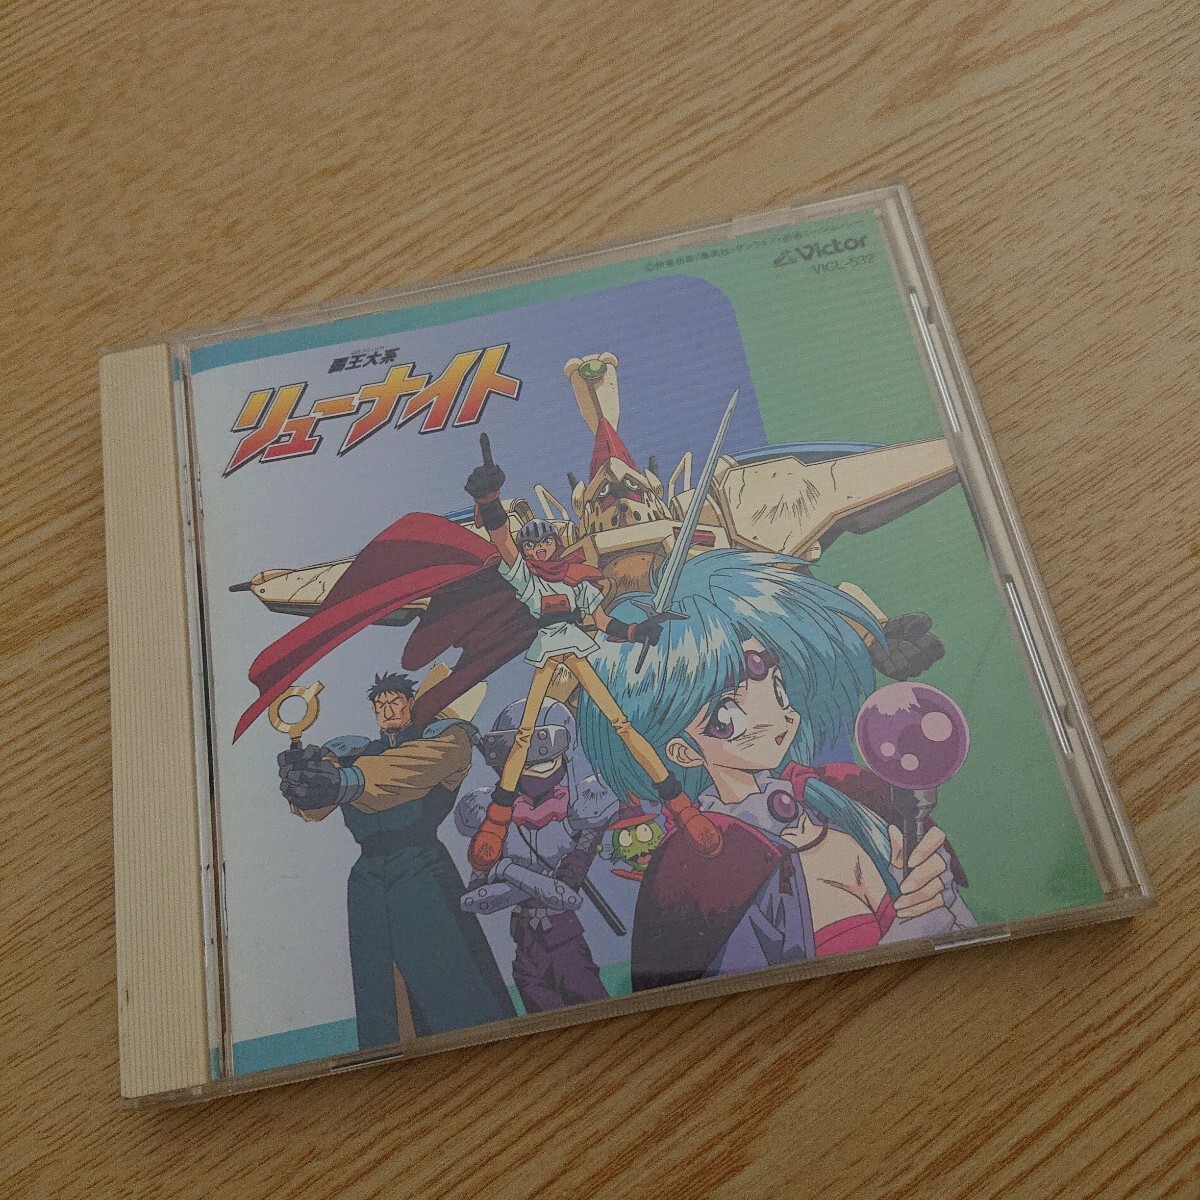 覇王大系
リューナイト
Victor
VICL-532